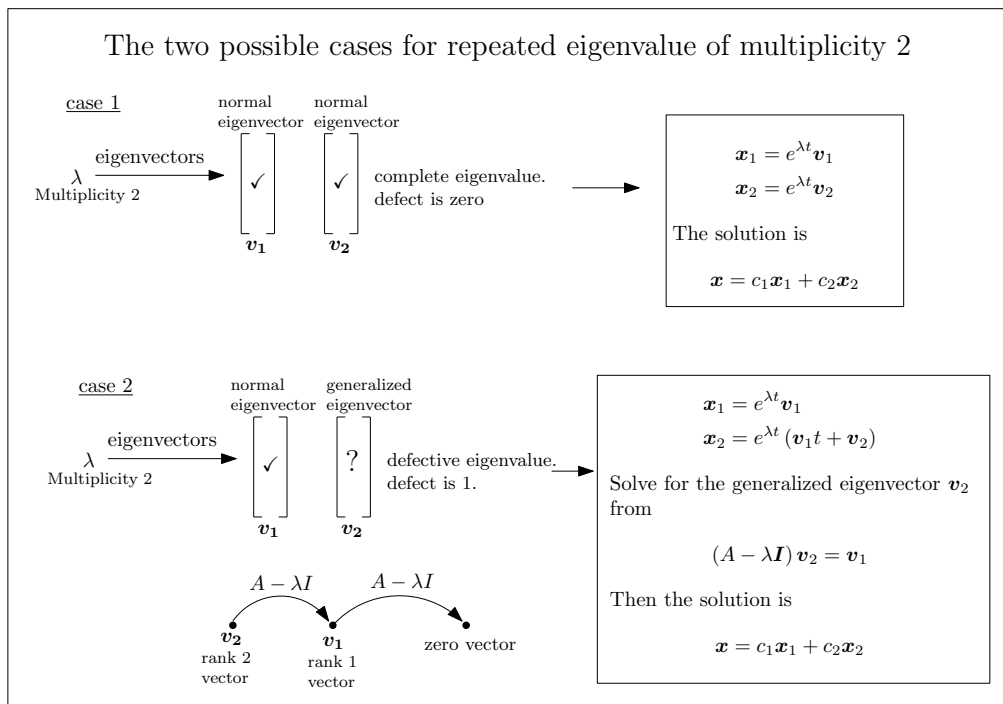 The two possible cases for repeated eigenvalue of multiplicity 2
case 1
normal eigenvector
normal eigenvector
eigenvectors
λ
Multiplicity 2
✓
✓
v₁
v₂
complete eigenvalue.
defect is zero
x₁ = e^{λt} v₁
x₂ = e^{λt} v₂
The solution is
x = c₁x₁ + c₂x₂
case 2
normal eigenvector
generalized eigenvector
eigenvectors
λ
Multiplicity 2
✓
?
v₁
v₂
defective eigenvalue.
defect is 1.
x₁ = e^{λt} v₁
x₂ = e^{λt} (v₁t + v₂)
Solve for the generalized eigenvector v₂
from
(A − λI) v₂ = v₁
Then the solution is
x = c₁x₁ + c₂x₂
A − λI
A − λI
v₂
rank 2
vector
v₁
rank 1
vector
zero vector